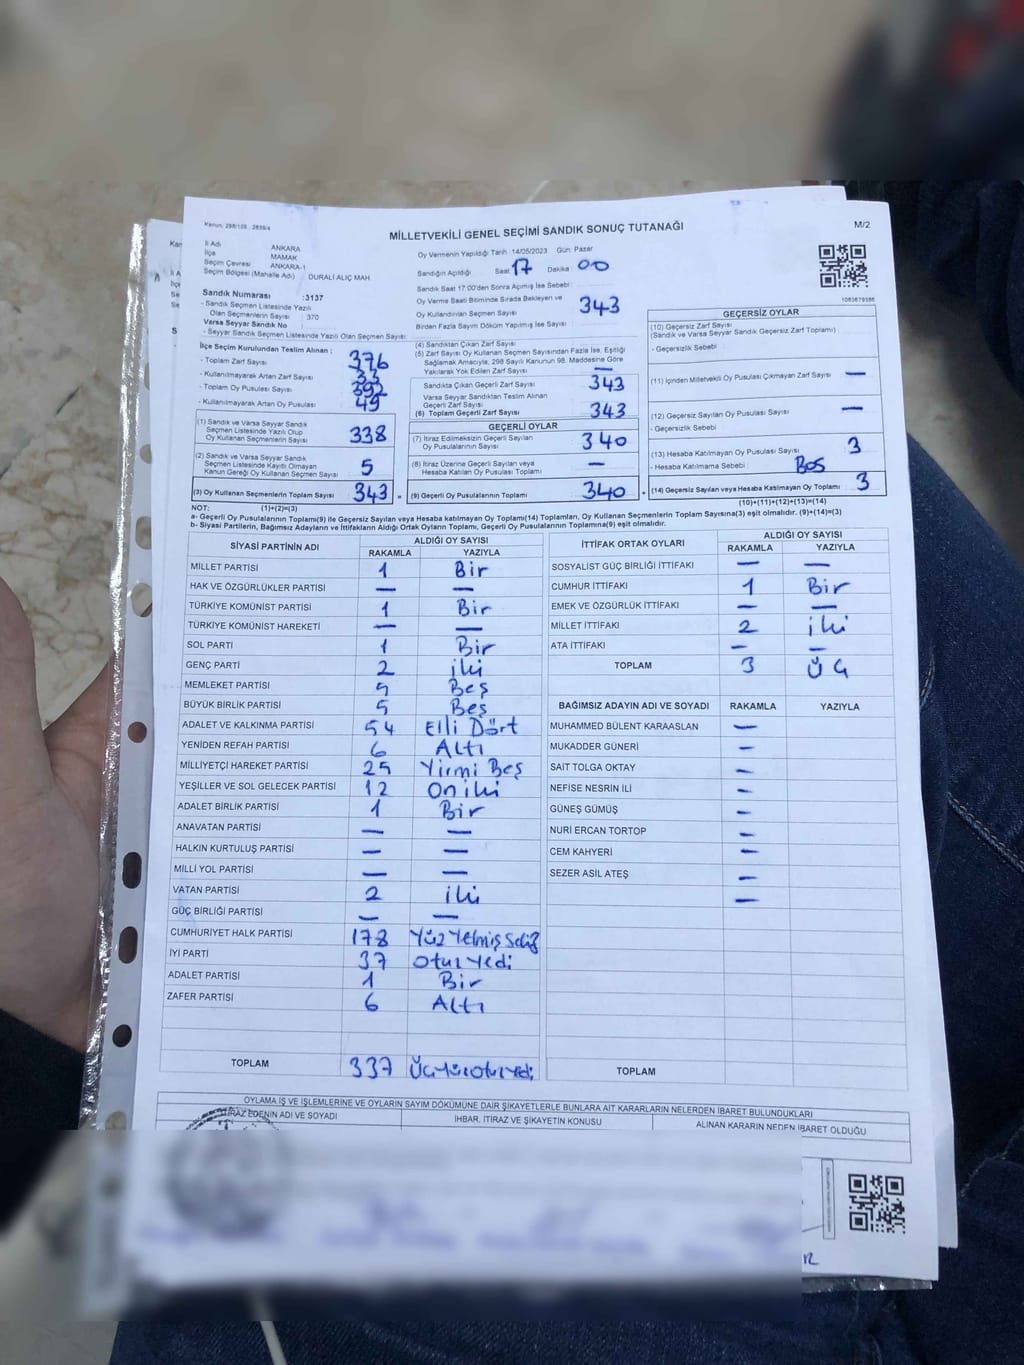 Kanun: 298/105 , 2839/4
MİLLETVEKİLİ GENEL SEÇİMİ SANDIK SONUÇ TUTANAĞI
M/2
İl Adı ANKARA
İlçe MAMAK
Seçim Çevresi ANKARA-1
Seçim Bölgesi (Mahalle Adı) DURALİ ALIÇ MAH
Sandık Numarası :3137
- Sandık Seçmen Listesinde Yazılı
Olan Seçmenlerin Sayısı : 370
Varsa Seyyar Sandık No :
- Seyyar Sandık Seçmen Listesinde Yazılı Olan Seçmen Sayısı:
Oy Vermenin Yapıldığı Tarih :14/05/2023 Gün: Pazar
Sandığın Açıldığı Saat 17 Dakika 00
Sandık Saat 17:00'den Sonra Açılmış İse Sebebi :
Oy Verme Saati Bitiminde Sırada Bekleyen ve
Oy Kullandırılan Seçmen Sayısı 343
Birden Fazla Sayım Döküm Yapılmış İse Sayısı :
1083879586
İlçe Seçim Kurulundan Teslim Alınan ;
- Toplam Zarf Sayısı 376
- Kullanılmayarak Artan Zarf Sayısı 33
- Toplam Oy Pusulası Sayısı 392
- Kullanılmayarak Artan Oy Pusulası 49
(1) Sandık ve Varsa Seyyar Sandık
Seçmen Listesinde Yazılı Olup
Oy Kullanan Seçmenlerin Sayısı 338
(2) Sandık ve Varsa Seyyar Sandık
Seçmen Listesinde Kayıtlı Olmayan
Kanun Gereği Oy Kullanan Seçmen Sayısı 5
(3) Oy Kullanan Seçmenlerin Toplam Sayısı 343 =
(4) Sandıktan Çıkan Zarf Sayısı
(5) Zarf Sayısı Oy Kullanan Seçmen Sayısından Fazla İse, Eşitliği
Sağlamak Amacıyla, 298 Sayılı Kanunun 98. Maddesine Göre
Yakılarak Yok Edilen Zarf Sayısı —
Sandıkta Çıkan Geçerli Zarf Sayısı 343
Varsa Seyyar Sandıktan Teslim Alınan
Geçerli Zarf Sayısı
(6) Toplam Geçerli Zarf Sayısı 343
GEÇERLİ OYLAR
(7) İtiraz Edilmeksizin Geçerli Sayılan
Oy Pusulalarının Sayısı 340
(8) İtiraz Üzerine Geçerli Sayılan veya
Hesaba Katılan Oy Pusulası Toplamı —
(9) Geçerli Oy Pusulalarının Toplamı 340 +
GEÇERSİZ OYLAR
(10) Geçersiz Zarf Sayısı
(Sandık ve Varsa Seyyar Sandık Geçersiz Zarf Toplamı)
- Geçersizlik Sebebi :
(11) İçinden Milletvekili Oy Pusulası Çıkmayan Zarf Sayısı —
(12) Geçersiz Sayılan Oy Pusulası Sayısı —
- Geçersizlik Sebebi
(13) Hesaba Katılmayan Oy Pusulası Sayısı 3
- Hesaba Katılmama Sebebi : Boş
(14) Geçersiz Sayılan veya Hesaba Katılmayan Oy Toplamı 3
NOT: (1)+(2)=(3) (10)+(11)+(12)+(13)=(14)
a- Geçerli Oy Pusulalarının Toplamı(9) ile Geçersiz Sayılan veya Hesaba katılmayan Oy Toplamı(14) Toplamları, Oy Kullanan Seçmenlerin Toplam Sayısına(3) eşit olmalıdır. (9)+(14)=(3)
b- Siyasi Partilerin, Bağımsız Adayların ve İttifakların Aldığı Ortak Oyların Toplamı, Geçerli Oy Pusulalarının Toplamına(9) eşit olmalıdır.
SİYASİ PARTİNİN ADI ALDIĞI OY SAYISI
RAKAMLA YAZIYLA
MİLLET PARTİSİ 1 Bir
HAK VE ÖZGÜRLÜKLER PARTİSİ — —
TÜRKİYE KOMÜNİST PARTİSİ 1 Bir
TÜRKİYE KOMÜNİST HAREKETİ — —
SOL PARTİ 1 Bir
GENÇ PARTİ 2 iki
MEMLEKET PARTİSİ 5 Beş
BÜYÜK BİRLİK PARTİSİ 5 Beş
ADALET VE KALKINMA PARTİSİ 54 Elli Dört
YENİDEN REFAH PARTİSİ 6 Altı
MİLLİYETÇİ HAREKET PARTİSİ 25 Yirmi Beş
YEŞİLLER VE SOL GELECEK PARTİSİ 12 on iki
ADALET BİRLİK PARTİSİ 1 Bir
ANAVATAN PARTİSİ — —
HALKIN KURTULUŞ PARTİSİ — —
MİLLİ YOL PARTİSİ — —
VATAN PARTİSİ 2 iki
GÜÇ BİRLİĞİ PARTİSİ — —
CUMHURİYET HALK PARTİSİ 178 Yüz Yetmiş Sekiz
İYİ PARTİ 37 otuz yedi
ADALET PARTİSİ 1 Bir
ZAFER PARTİSİ 6 Altı
TOPLAM 337 Üçyüzotuzyedi
İTTİFAK ORTAK OYLARI ALDIĞI OY SAYISI
RAKAMLA YAZIYLA
SOSYALİST GÜÇ BİRLİĞİ İTTİFAKI — —
CUMHUR İTTİFAKI 1 Bir
EMEK VE ÖZGÜRLÜK İTTİFAKI — —
MİLLET İTTİFAKI 2 iki
ATA İTTİFAKI — —
TOPLAM 3 ÜÇ
BAĞIMSIZ ADAYIN ADI VE SOYADI RAKAMLA YAZIYLA
MUHAMMED BÜLENT KARAASLAN —
MUKADDER GÜNERİ —
SAİT TOLGA OKTAY —
NEFİSE NESRİN İLİ —
GÜNEŞ GÜMÜŞ —
NURİ ERCAN TORTOP —
CEM KAHYERİ —
SEZER ASİL ATEŞ —
—
TOPLAM
OYLAMA İŞ VE İŞLEMLERİNE VE OYLARIN SAYIM DÖKÜMÜNE DAİR ŞİKAYETLERLE BUNLARA AİT KARARLARIN NELERDEN İBARET BULUNDUKLARI
İTİRAZ EDENİN ADI VE SOYADI İHBAR, İTİRAZ VE ŞİKAYETİN KONUSU ALINAN KARARIN NEDEN İBARET OLDUĞU